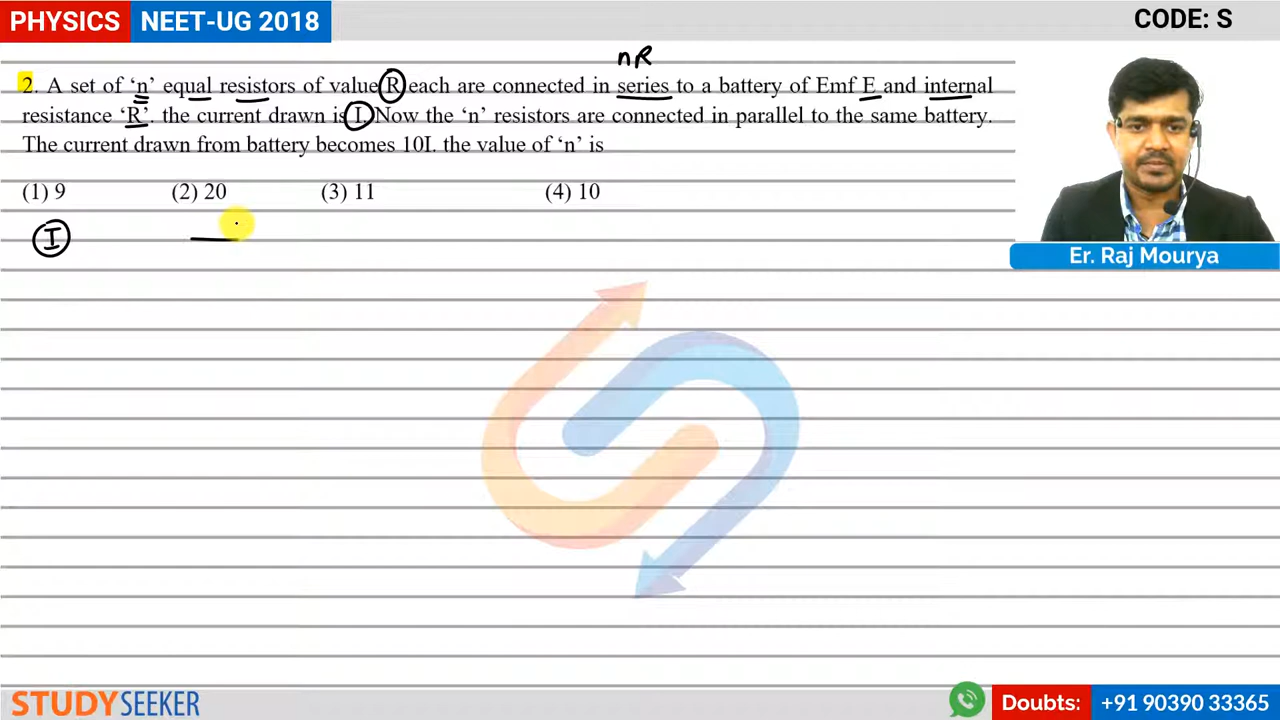 PHYSICS NEET-UG 2018 CODE: S
nR
2. A set of ‘n’ equal resistors of value R each are connected in series to a battery of Emf E and internal
resistance ‘R’. the current drawn is I. Now the ‘n’ resistors are connected in parallel to the same battery.
The current drawn from battery becomes 10I. the value of ‘n’ is
(1) 9 (2) 20 (3) 11 (4) 10
I
Er. Raj Mourya
STUDYSEEKER Doubts: +91 90390 33365